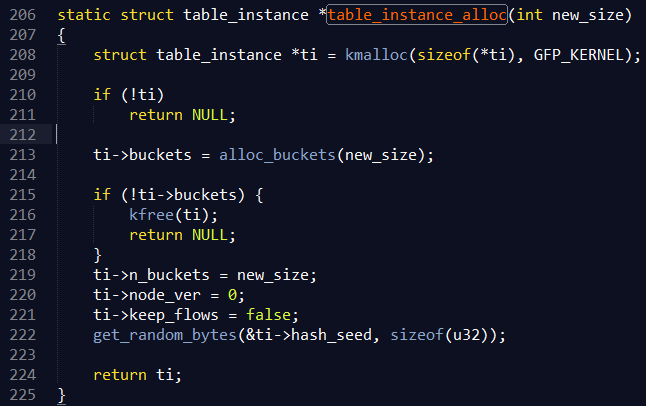 206 static struct table_instance *table_instance_alloc(int new_size)
207 {
208     struct table_instance *ti = kmalloc(sizeof(*ti), GFP_KERNEL);
209
210     if (!ti)
211         return NULL;
212
213     ti->buckets = alloc_buckets(new_size);
214
215     if (!ti->buckets) {
216         kfree(ti);
217         return NULL;
218     }
219     ti->n_buckets = new_size;
220     ti->node_ver = 0;
221     ti->keep_flows = false;
222     get_random_bytes(&ti->hash_seed, sizeof(u32));
223
224     return ti;
225 }